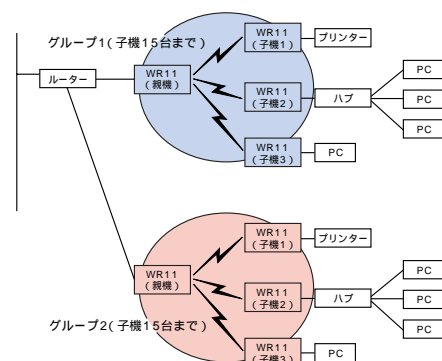 グループ1(子機15台まで)
WR11
(子機1)
プリンター
ルーター
WR11
(親機)
WR11
(子機2)
ハブ
PC
PC
PC
WR11
(子機3)
PC
WR11
(子機1)
プリンター
WR11
(親機)
WR11
(子機2)
ハブ
PC
PC
PC
グループ2(子機15台まで)
WR11
(子機3)
PC